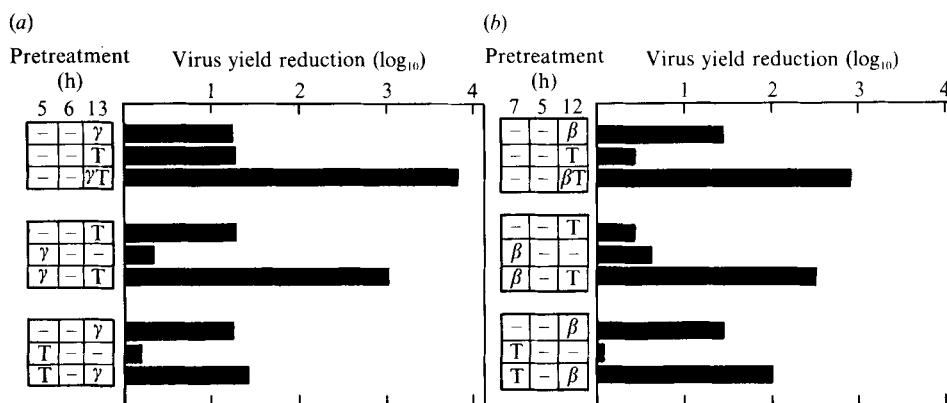 (a)
Pretreatment (h)
Virus yield reduction (log₁₀)
5 6 13
1 2 3 4
– – γ
– – T
– – γT
– – T
γ – –
γ – T
– – γ
T – –
T – γ
(b)
Pretreatment (h)
Virus yield reduction (log₁₀)
7 5 12
1 2 3 4
– – β
– – T
– – βT
– – T
β – –
β – T
– – β
T – –
T – β